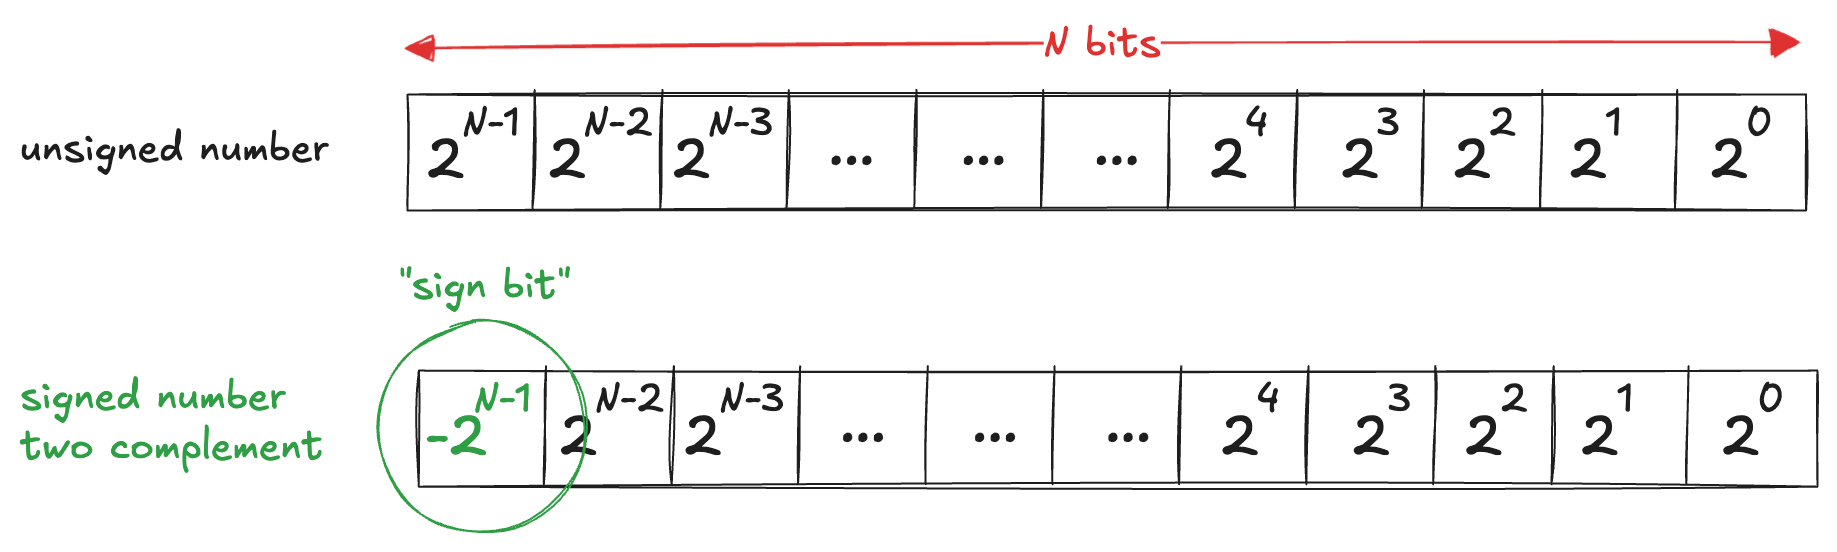 N bits
unsigned number 2^N-1 2^N-2 2^N-3 ... ... ... 2^4 2^3 2^2 2^1 2^0
"sign bit"
signed number
two complement
-2^N-1 2^N-2 2^N-3 ... ... ... 2^4 2^3 2^2 2^1 2^0